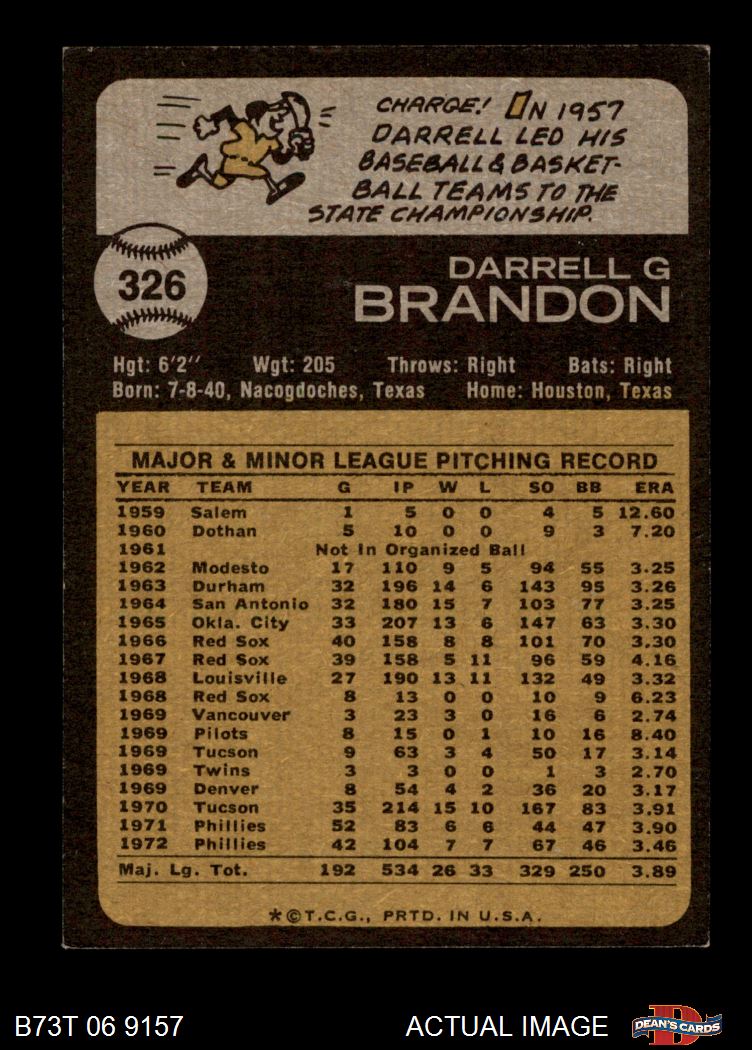 CHARGE! IN 1957
DARRELL LED HIS
BASEBALL & BASKET-
BALL TEAMS TO THE
STATE CHAMPIONSHIP.
326
DARRELL G
BRANDON
Hgt: 6'2" Wgt: 205 Throws: Right Bats: Right
Born: 7-8-40, Nacogdoches, Texas Home: Houston, Texas
MAJOR & MINOR LEAGUE PITCHING RECORD
YEAR TEAM G IP W L SO BB ERA
1959 Salem 1 5 0 0 4 5 12.60
1960 Dothan 5 10 0 0 9 3 7.20
1961 Not In Organized Ball
1962 Modesto 17 110 9 5 94 55 3.25
1963 Durham 32 196 14 6 143 95 3.26
1964 San Antonio 32 180 15 7 103 77 3.25
1965 Okla. City 33 207 13 6 147 63 3.30
1966 Red Sox 40 158 8 8 101 70 3.30
1967 Red Sox 39 158 5 11 96 59 4.16
1968 Louisville 27 190 13 11 132 49 3.32
1968 Red Sox 8 13 0 0 10 9 6.23
1969 Vancouver 3 23 3 0 16 6 2.74
1969 Pilots 8 15 0 1 10 16 8.40
1969 Tucson 9 63 3 4 50 17 3.14
1969 Twins 3 3 0 0 1 3 2.70
1969 Denver 8 54 4 2 36 20 3.17
1970 Tucson 35 214 15 10 167 83 3.91
1971 Phillies 52 83 6 6 44 47 3.90
1972 Phillies 42 104 7 7 67 46 3.46
Maj. Lg. Tot. 192 534 26 33 329 250 3.89
*©T.C.G., PRTD. IN U.S.A.
B73T 06 9157 ACTUAL IMAGE
D
DEAN'S CARDS